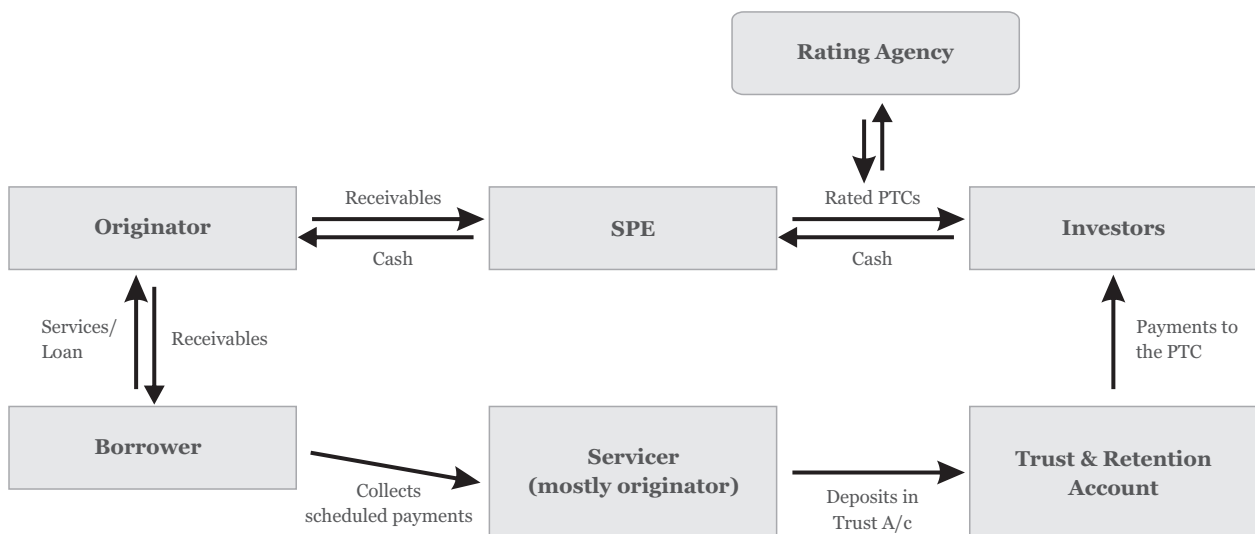 Rating Agency
Receivables
Rated PTCs
Originator
SPE
Investors
Cash
Cash
Services/
Loan
Receivables
Payments to
the PTC
Borrower
Servicer
(mostly originator)
Trust & Retention
Account
Collects
scheduled payments
Deposits in
Trust A/c